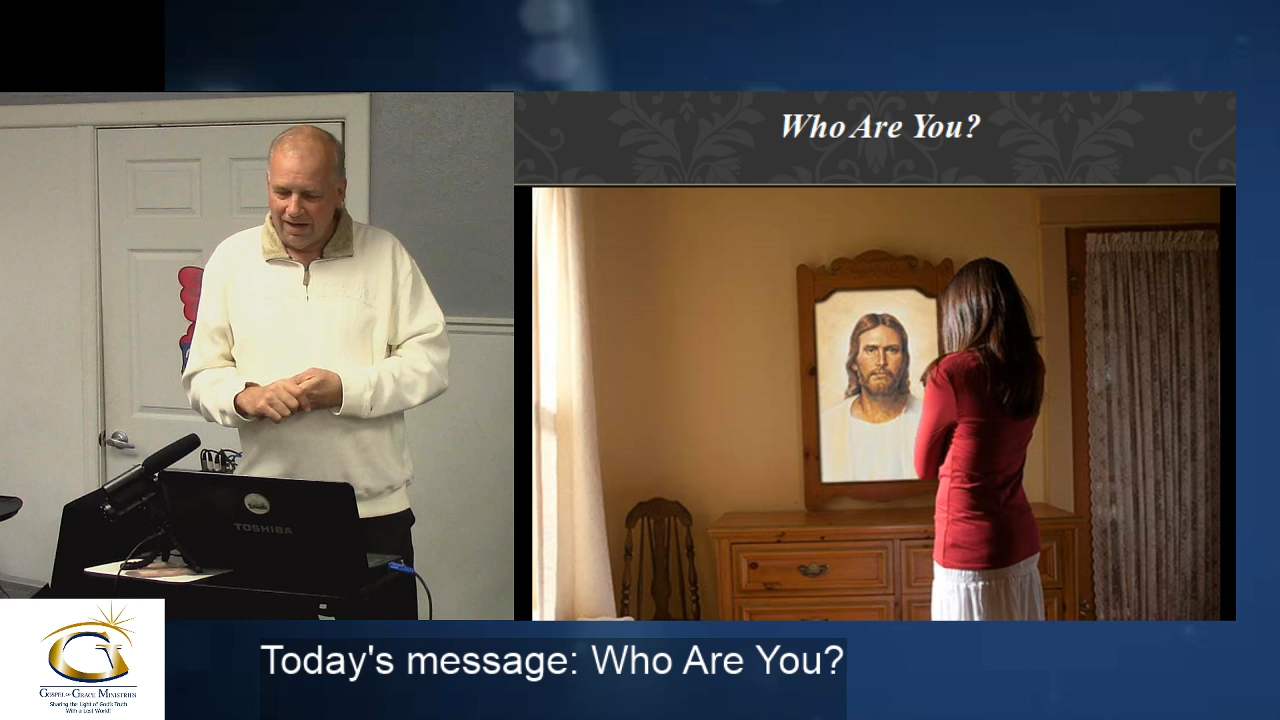 Who Are You?
TOSHIBA
Today's message: Who Are You?
G
GOSPEL OF GRACE MINISTRIES
Sharing the Light of God's Truth
With a Lost World!